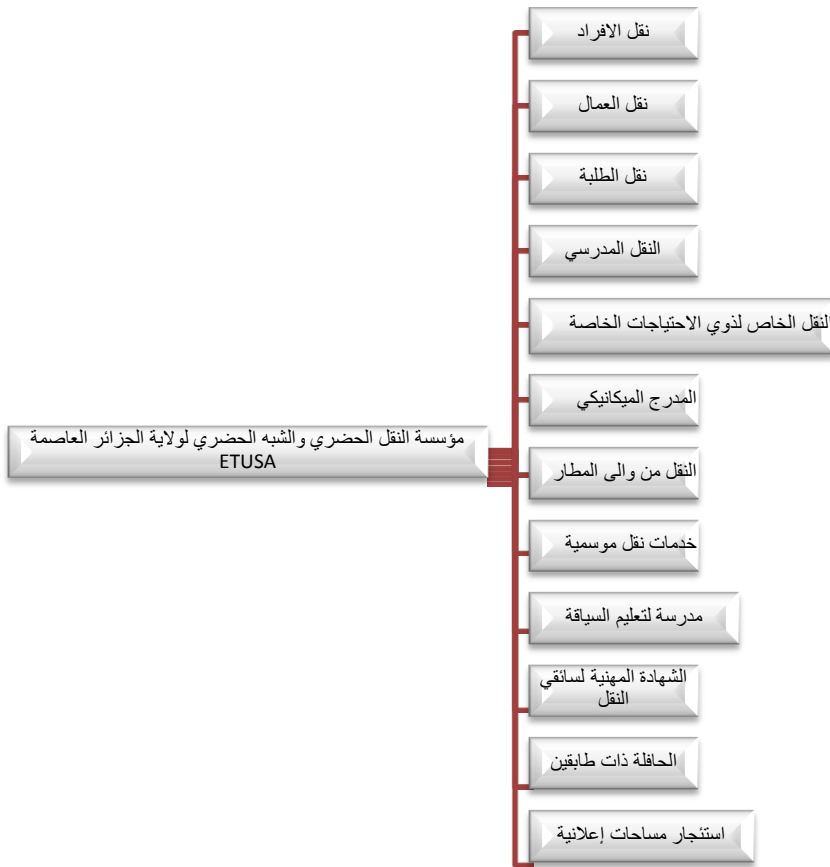 نقل الافراد
نقل العمال
نقل الطلبة
النقل المدرسي
النقل الخاص لذوي الاحتياجات الخاصة
المدرج الميكانيكي
مؤسسة النقل الحضري والشبه الحضري لولاية الجزائر العاصمة
ETUSA
النقل من والى المطار
خدمات نقل موسمية
مدرسة لتعليم السياقة
الشهادة المهنية لسائقي
النقل
الحافلة ذات طابقين
استئجار مساحات إعلانية